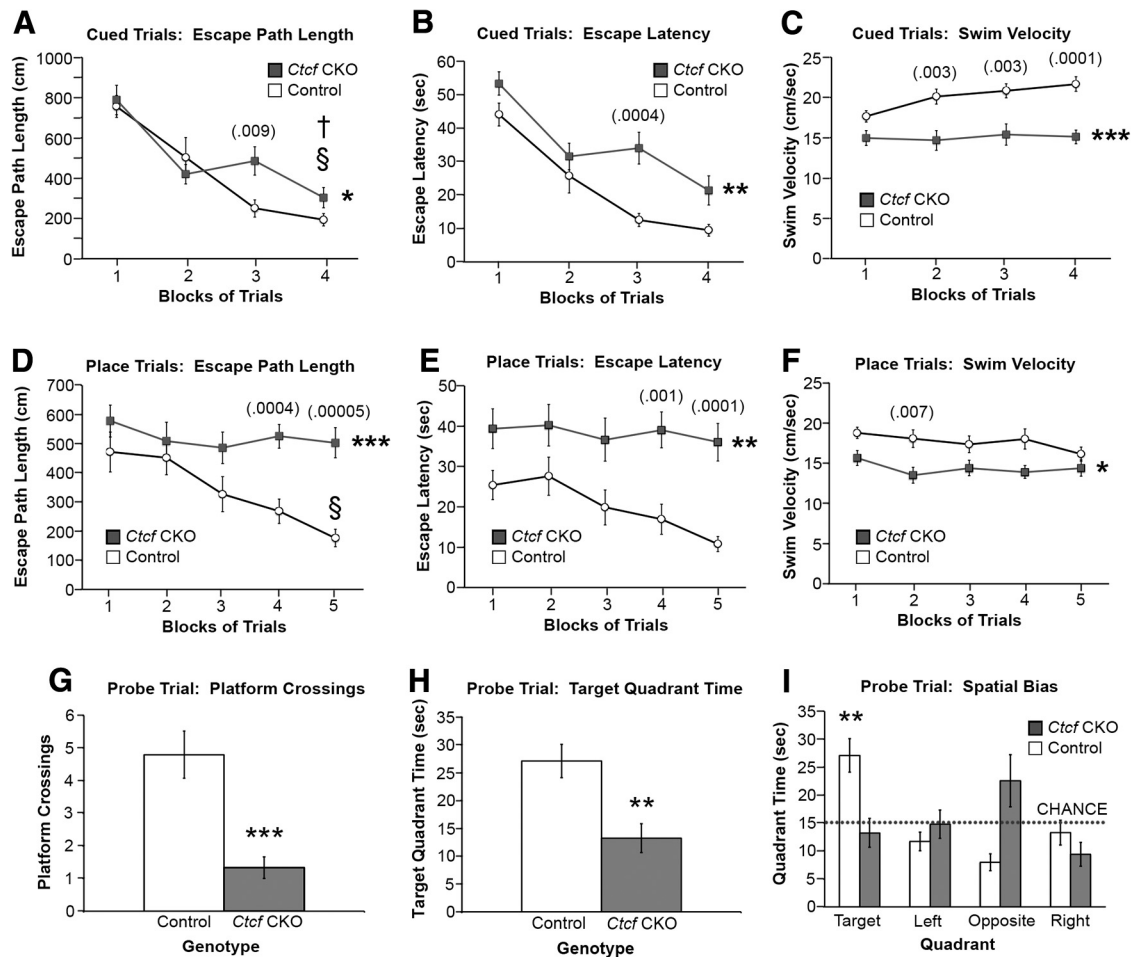 A
Cued Trials: Escape Path Length
Escape Path Length (cm)
1000
800
600
400
200
0
Ctcf CKO
Control
(.009)
†
§
*
1 2 3 4
Blocks of Trials
B
Cued Trials: Escape Latency
Escape Latency (sec)
60
50
40
30
20
10
0
Ctcf CKO
Control
(.0004)
**
1 2 3 4
Blocks of Trials
C
Cued Trials: Swim Velocity
Swim Velocity (cm/sec)
25
20
15
10
5
0
(.003) (.003) (.0001)
***
Ctcf CKO
Control
1 2 3 4
Blocks of Trials
D
Place Trials: Escape Path Length
Escape Path Length (cm)
700
600
500
400
300
200
100
0
(.0004) (.00005)
***
§
Ctcf CKO
Control
1 2 3 4 5
Blocks of Trials
E
Place Trials: Escape Latency
Escape Latency (sec)
50
40
30
20
10
0
(.001) (.0001)
**
Ctcf CKO
Control
1 2 3 4 5
Blocks of Trials
F
Place Trials: Swim Velocity
Swim Velocity (cm/sec)
25
20
15
10
5
0
(.007)
*
Ctcf CKO
Control
1 2 3 4 5
Blocks of Trials
G
Probe Trial: Platform Crossings
Platform Crossings
6
5
4
3
2
1
0
***
Control Ctcf CKO
Genotype
H
Probe Trial: Target Quadrant Time
Target Quadrant Time (sec)
35
30
25
20
15
10
5
0
**
Control Ctcf CKO
Genotype
I
Probe Trial: Spatial Bias
Quadrant Time (sec)
35
30
25
20
15
10
5
0
**
Ctcf CKO
Control
CHANCE
Target Left Opposite Right
Quadrant